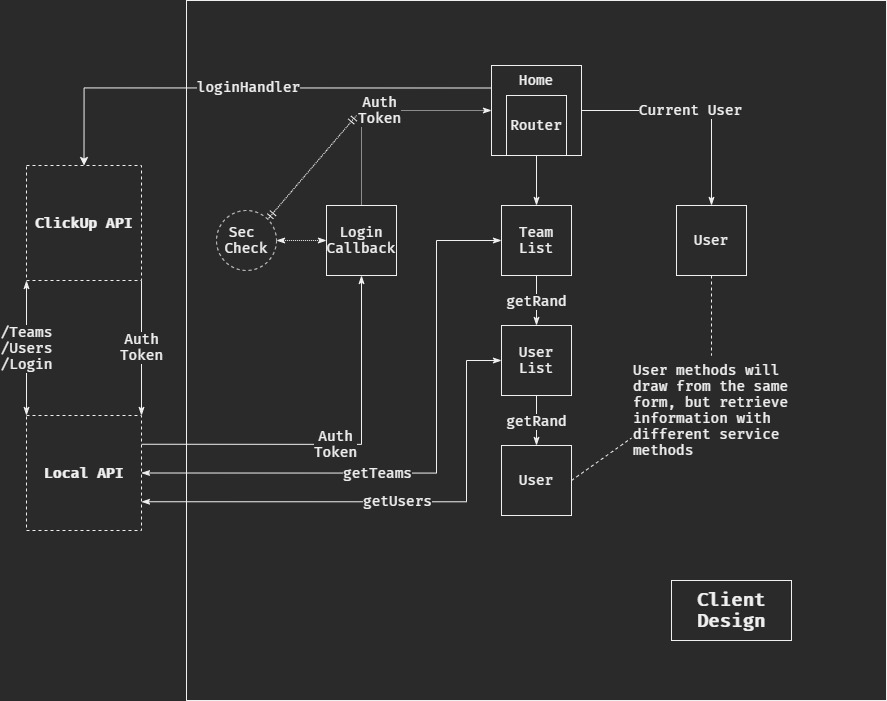 Home
loginHandler
Auth
Token
Router
Current User
ClickUp API
Sec
Check
Login
Callback
Team
List
User
getRand
/Teams
/Users
/Login
Auth
Token
User
List
User methods will
draw from the same
form, but retrieve
information with
different service
methods
getRand
Auth
Token
Local API
getTeams
User
getUsers
Client
Design